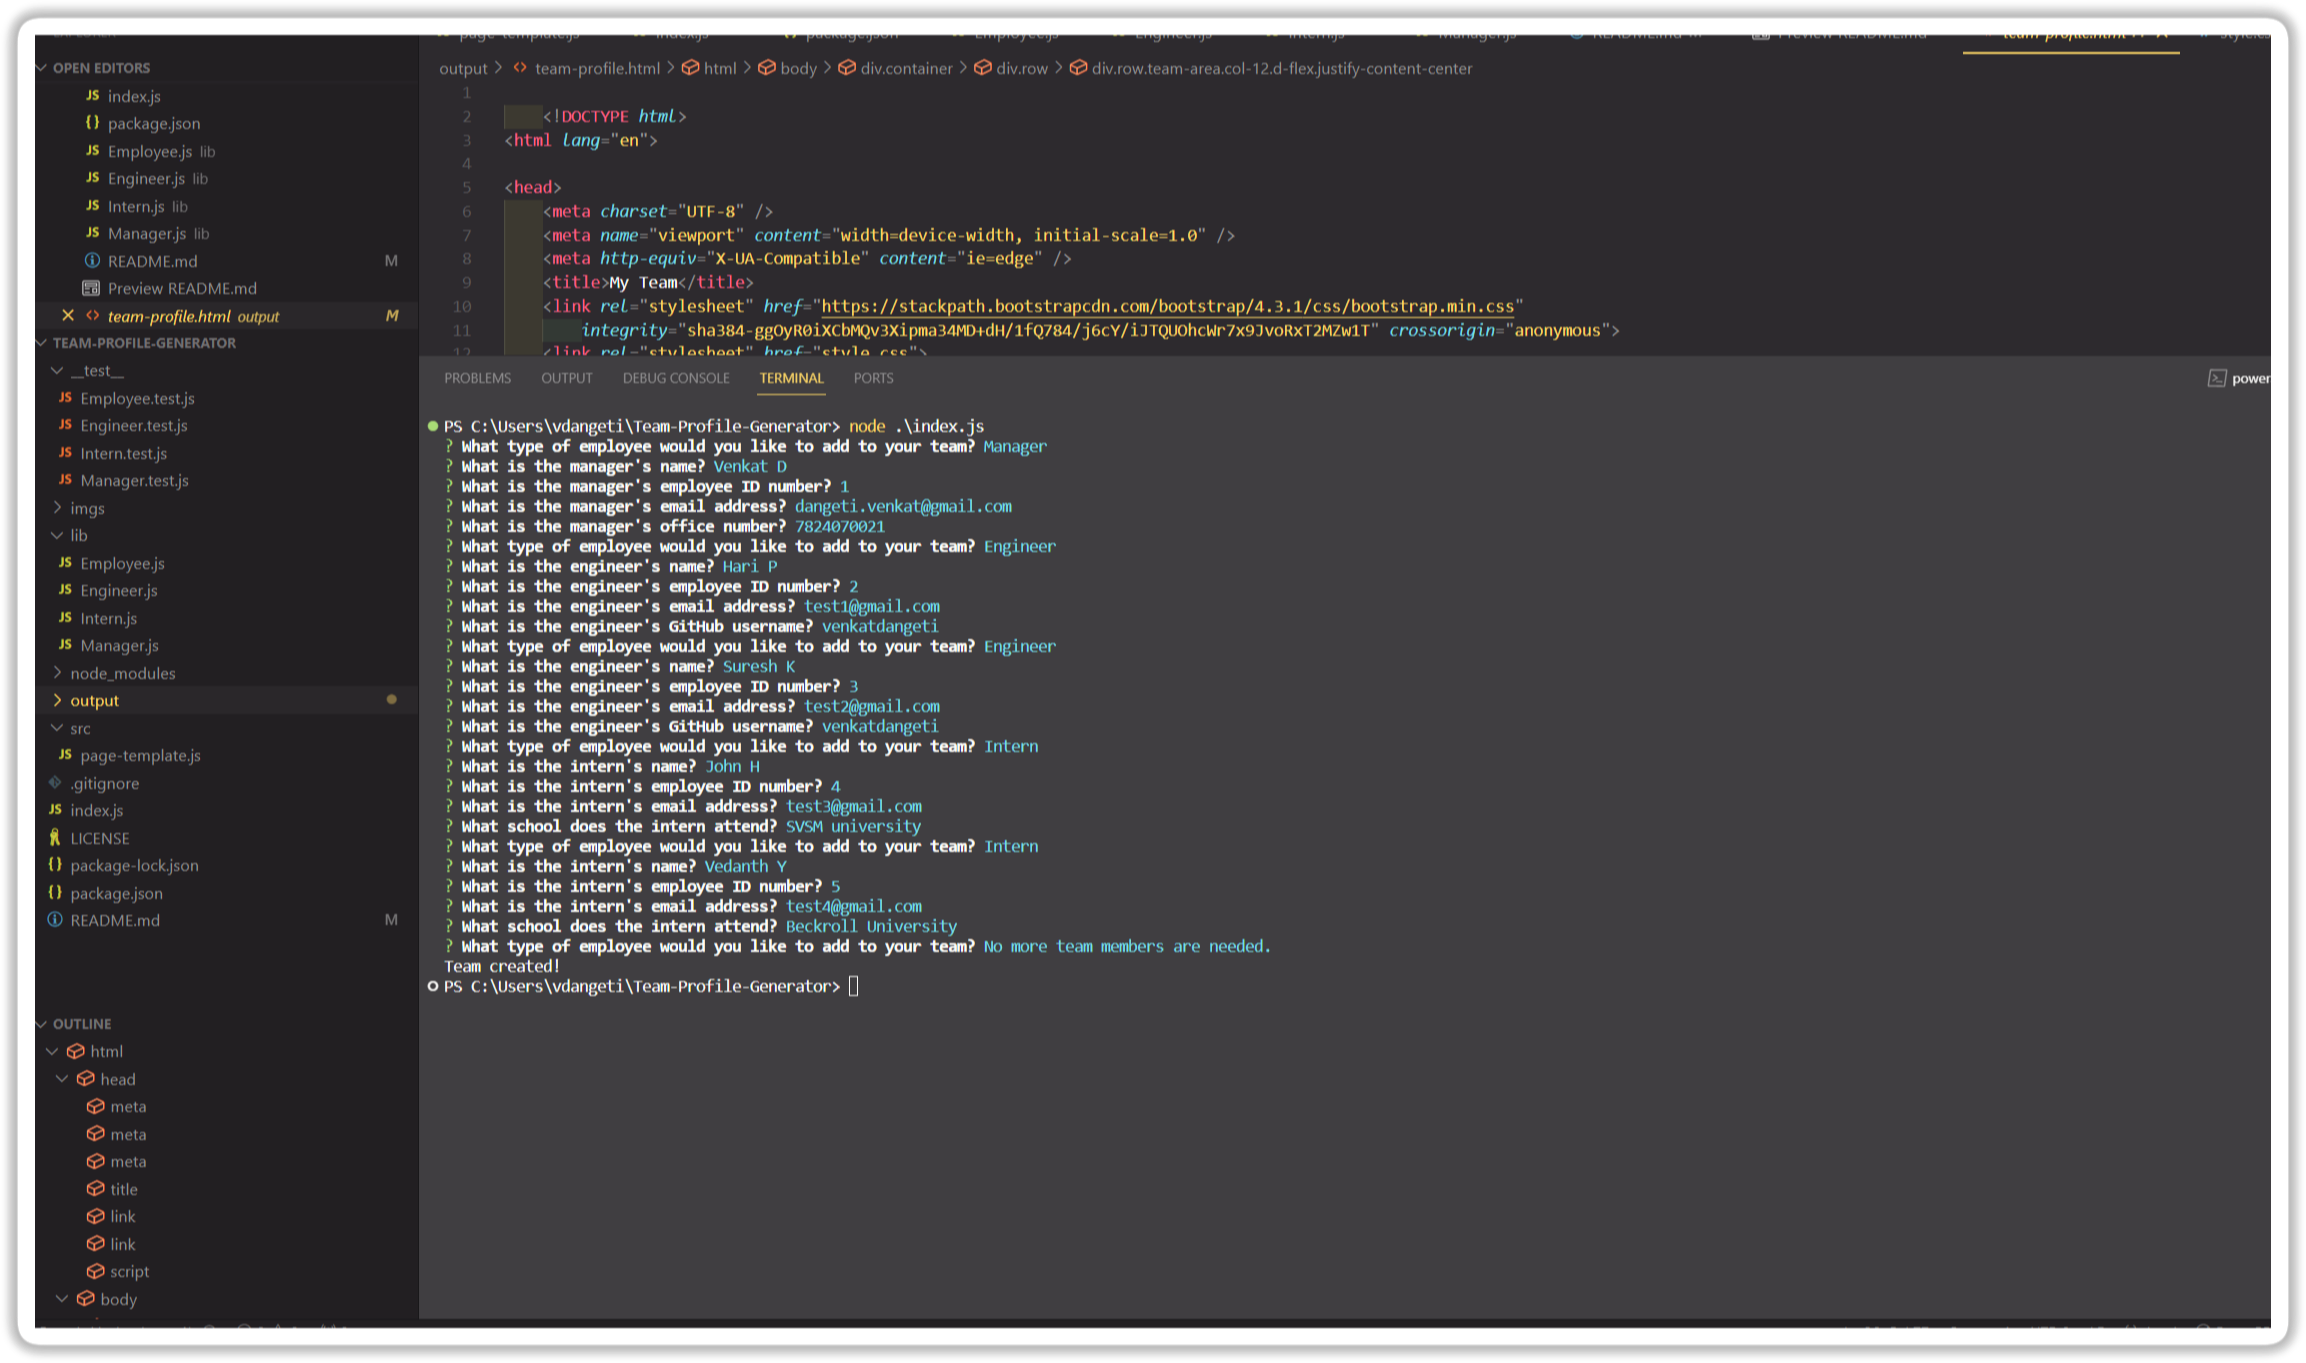 OPEN EDITORS
JS index.js
{} package.json
JS Employee.js lib
JS Engineer.js lib
JS Intern.js lib
JS Manager.js lib
README.md M
Preview README.md
team-profile.html output M
TEAM-PROFILE-GENERATOR
__test__
JS Employee.test.js
JS Engineer.test.js
JS Intern.test.js
JS Manager.test.js
imgs
lib
JS Employee.js
JS Engineer.js
JS Intern.js
JS Manager.js
node_modules
output
src
JS page-template.js
.gitignore
JS index.js
LICENSE
{} package-lock.json
{} package.json
README.md M
OUTLINE
html
head
meta
meta
meta
title
link
link
script
body
output > <> team-profile.html > html > body > div.container > div.row > div.row.team-area.col-12.d-flex.justify-content-center
1
2 <!DOCTYPE html>
3 <html lang="en">
4
5 <head>
6 <meta charset="UTF-8" />
7 <meta name="viewport" content="width=device-width, initial-scale=1.0" />
8 <meta http-equiv="X-UA-Compatible" content="ie=edge" />
9 <title>My Team</title>
10 <link rel="stylesheet" href="https://stackpath.bootstrapcdn.com/bootstrap/4.3.1/css/bootstrap.min.css"
11 integrity="sha384-ggOyR0iXCbMQv3Xipma34MD+dH/1fQ784/j6cY/iJTQUOhcWr7x9JvoRxT2MZw1T" crossorigin="anonymous">
12 <link rel="stylesheet" href="style.css">
PROBLEMS OUTPUT DEBUG CONSOLE TERMINAL PORTS power
PS C:\Users\vdangeti\Team-Profile-Generator> node .\index.js
? What type of employee would you like to add to your team? Manager
? What is the manager's name? Venkat D
? What is the manager's employee ID number? 1
? What is the manager's email address? dangeti.venkat@gmail.com
? What is the manager's office number? 7824070021
? What type of employee would you like to add to your team? Engineer
? What is the engineer's name? Hari P
? What is the engineer's employee ID number? 2
? What is the engineer's email address? test1@gmail.com
? What is the engineer's GitHub username? venkatdangeti
? What type of employee would you like to add to your team? Engineer
? What is the engineer's name? Suresh K
? What is the engineer's employee ID number? 3
? What is the engineer's email address? test2@gmail.com
? What is the engineer's GitHub username? venkatdangeti
? What type of employee would you like to add to your team? Intern
? What is the intern's name? John H
? What is the intern's employee ID number? 4
? What is the intern's email address? test3@gmail.com
? What school does the intern attend? SVSM university
? What type of employee would you like to add to your team? Intern
? What is the intern's name? Vedanth Y
? What is the intern's employee ID number? 5
? What is the intern's email address? test4@gmail.com
? What school does the intern attend? Beckroll University
? What type of employee would you like to add to your team? No more team members are needed.
Team created!
PS C:\Users\vdangeti\Team-Profile-Generator>